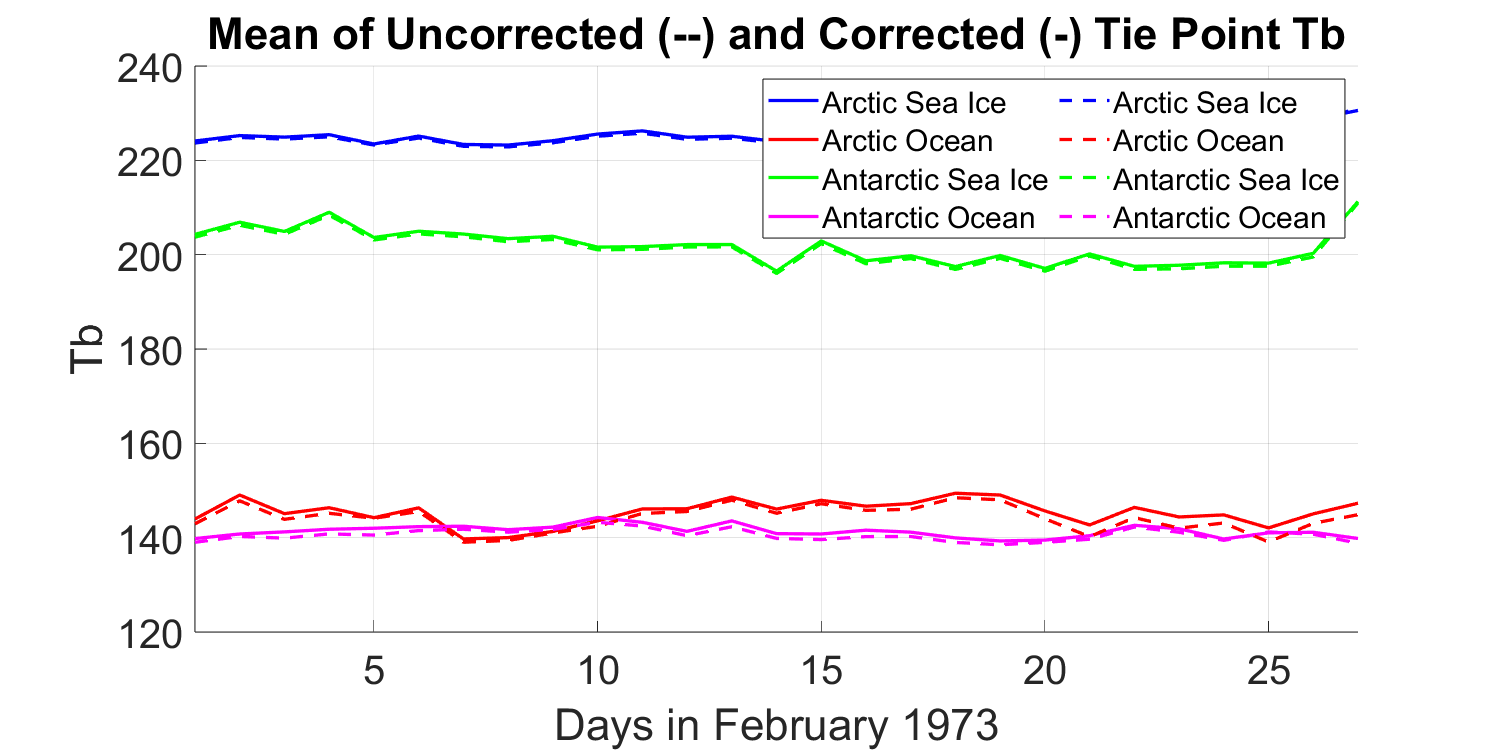 Mean of Uncorrected (--) and Corrected (-) Tie Point Tb
240
220
200
180
160
140
120
Tb
Arctic Sea Ice
Arctic Sea Ice
Arctic Ocean
Arctic Ocean
Antarctic Sea Ice
Antarctic Sea Ice
Antarctic Ocean
Antarctic Ocean
5
10
15
20
25
Days in February 1973